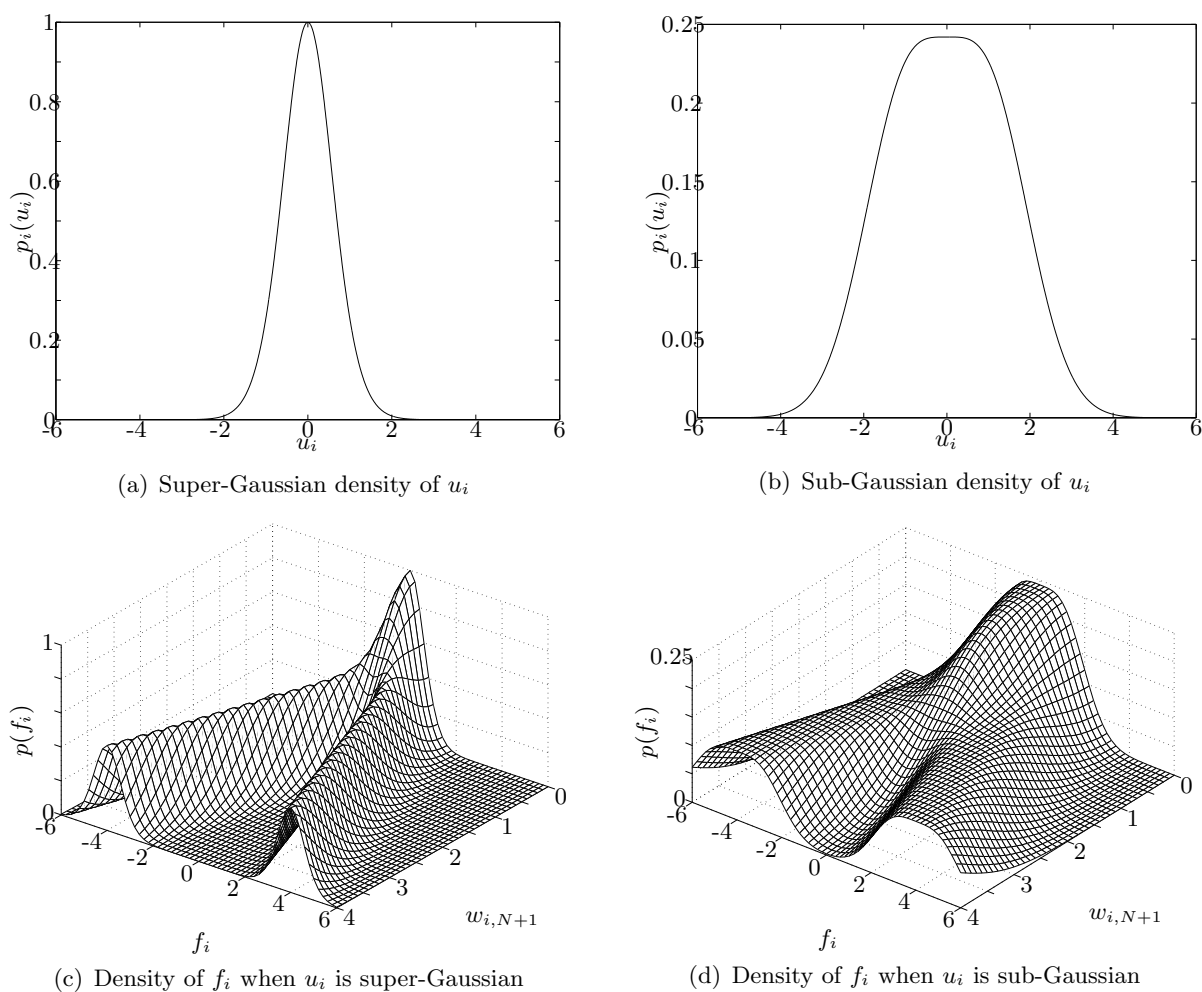 1
0.8
0.6
0.4
0.2
0
p_i(u_i)
-6 -4 -2 0 2 4 6
u_i
(a) Super-Gaussian density of u_i
0.25
0.2
0.15
0.1
0.05
0
p_i(u_i)
-6 -4 -2 0 2 4 6
u_i
(b) Sub-Gaussian density of u_i
1
0
p(f_i)
-6 -4 -2 0 2 4 6
f_i
0 1 2 3 4
w_{i,N+1}
(c) Density of f_i when u_i is super-Gaussian
0.25
0
p(f_i)
-6 -4 -2 0 2 4 6
f_i
0 1 2 3 4
w_{i,N+1}
(d) Density of f_i when u_i is sub-Gaussian